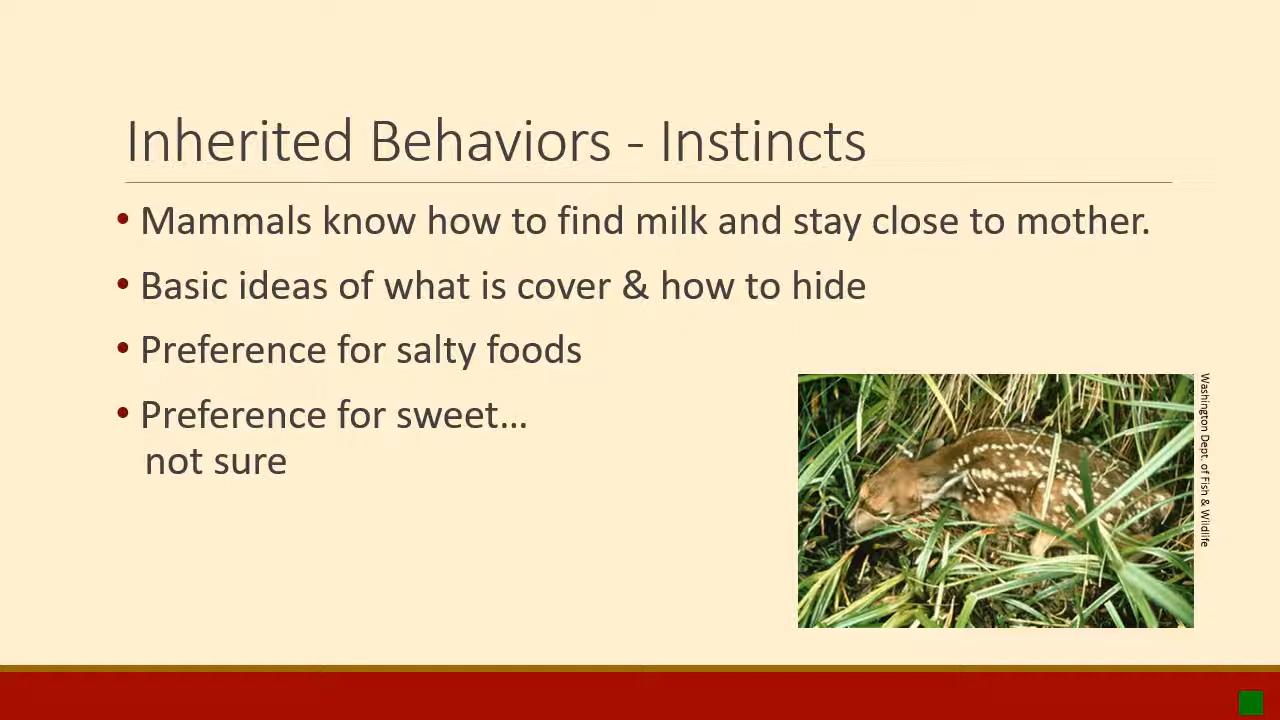 Inherited Behaviors - Instincts
• Mammals know how to find milk and stay close to mother.
• Basic ideas of what is cover & how to hide
• Preference for salty foods
• Preference for sweet…
not sure
Washington Dept. of Fish & Wildlife